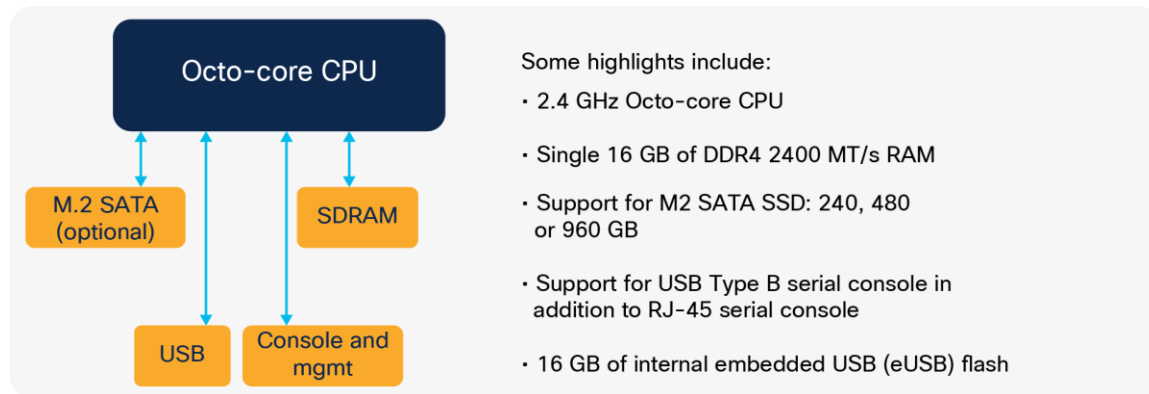 Octo-core CPU
M.2 SATA
(optional)
SDRAM
USB
Console and
mgmt
Some highlights include:
· 2.4 GHz Octo-core CPU
· Single 16 GB of DDR4 2400 MT/s RAM
· Support for M2 SATA SSD: 240, 480
or 960 GB
· Support for USB Type B serial console in
addition to RJ-45 serial console
· 16 GB of internal embedded USB (eUSB) flash